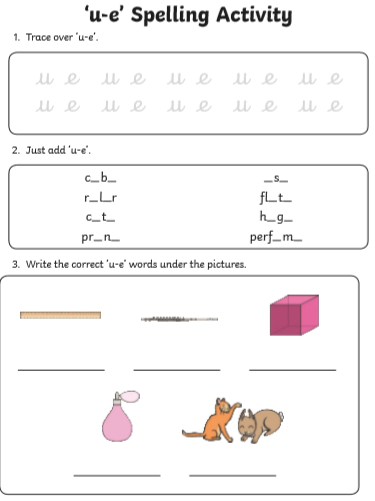 ‘u-e’ Spelling Activity
1. Trace over ‘u-e’.
u e u e u e u e u e
u e u e u e u e u e
2. Just add ‘u-e’.
c_b_
r_l_r
c_t_
pr_n_
_s_
fl_t_
h_g_
perf_m_
3. Write the correct ‘u-e’ words under the pictures.